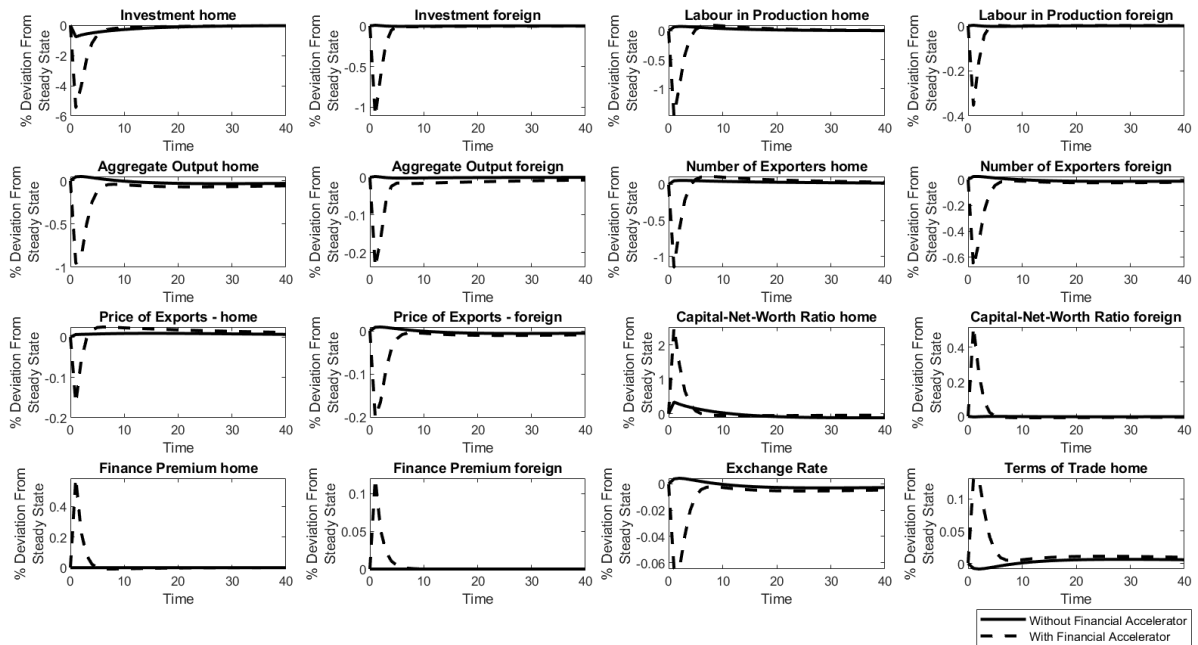 Investment home
% Deviation From
Steady State
0
-2
-4
-6
0 10 20 30 40
Time
Investment foreign
% Deviation From
Steady State
0
-0.5
-1
0 10 20 30 40
Time
Labour in Production home
% Deviation From
Steady State
0
-0.5
-1
0 10 20 30 40
Time
Labour in Production foreign
% Deviation From
Steady State
0
-0.2
-0.4
0 10 20 30 40
Time
Aggregate Output home
% Deviation From
Steady State
0
-0.5
-1
0 10 20 30 40
Time
Aggregate Output foreign
% Deviation From
Steady State
0
-0.1
-0.2
0 10 20 30 40
Time
Number of Exporters home
% Deviation From
Steady State
0
-0.5
-1
0 10 20 30 40
Time
Number of Exporters foreign
% Deviation From
Steady State
0
-0.2
-0.4
-0.6
0 10 20 30 40
Time
Price of Exports - home
% Deviation From
Steady State
0
-0.1
-0.2
0 10 20 30 40
Time
Price of Exports - foreign
% Deviation From
Steady State
0
-0.1
-0.2
0 10 20 30 40
Time
Capital-Net-Worth Ratio home
% Deviation From
Steady State
2
1
0
0 10 20 30 40
Time
Capital-Net-Worth Ratio foreign
% Deviation From
Steady State
0.4
0.2
0
0 10 20 30 40
Time
Finance Premium home
% Deviation From
Steady State
0.4
0.2
0
0 10 20 30 40
Time
Finance Premium foreign
% Deviation From
Steady State
0.1
0.05
0
0 10 20 30 40
Time
Exchange Rate
% Deviation From
Steady State
0
-0.02
-0.04
-0.06
0 10 20 30 40
Time
Terms of Trade home
% Deviation From
Steady State
0.1
0.05
0
0 10 20 30 40
Time
Without Financial Accelerator
With Financial Accelerator